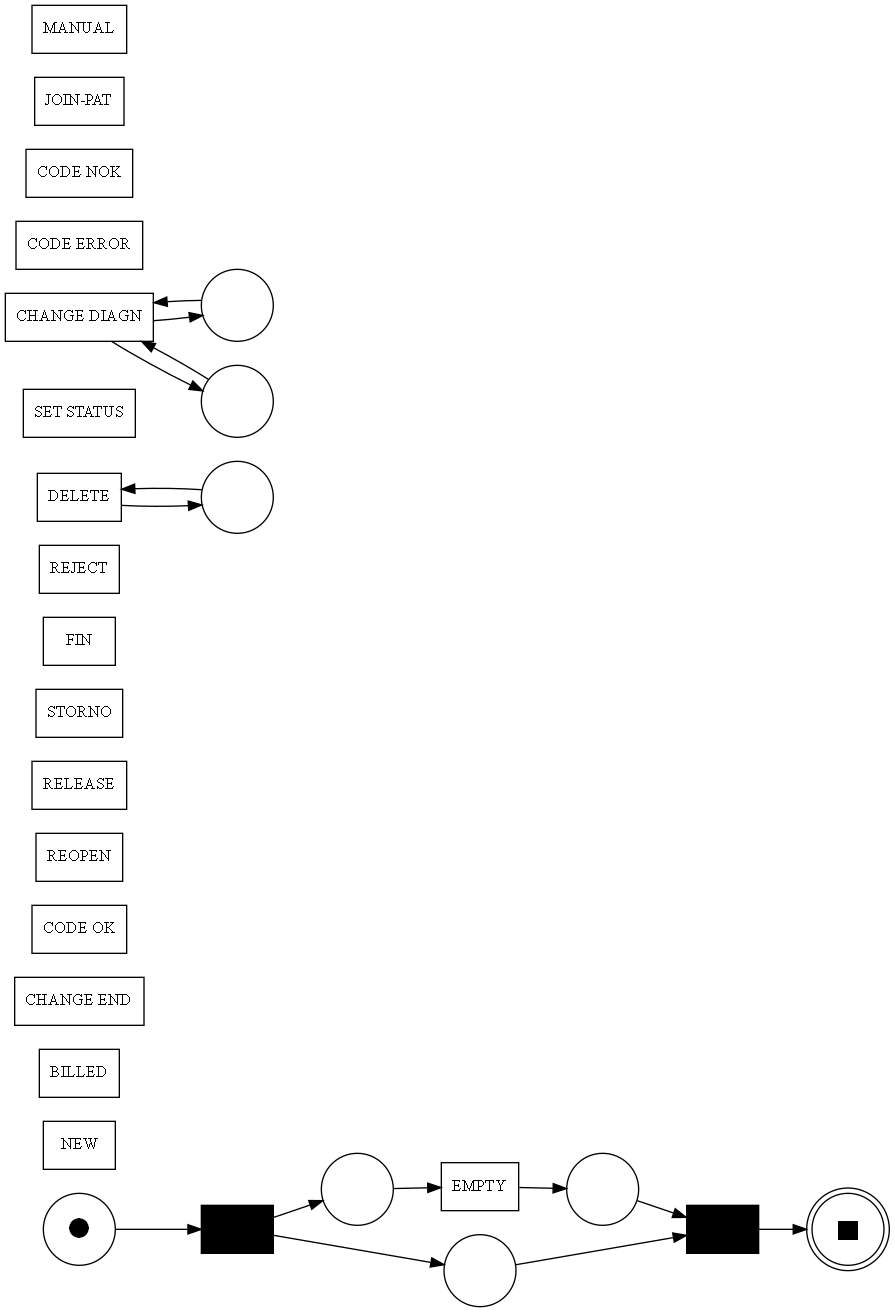 MANUAL
JOIN-PAT
CODE NOK
CODE ERROR
CHANGE DIAGN
SET STATUS
DELETE
REJECT
FIN
STORNO
RELEASE
REOPEN
CODE OK
CHANGE END
BILLED
NEW
EMPTY